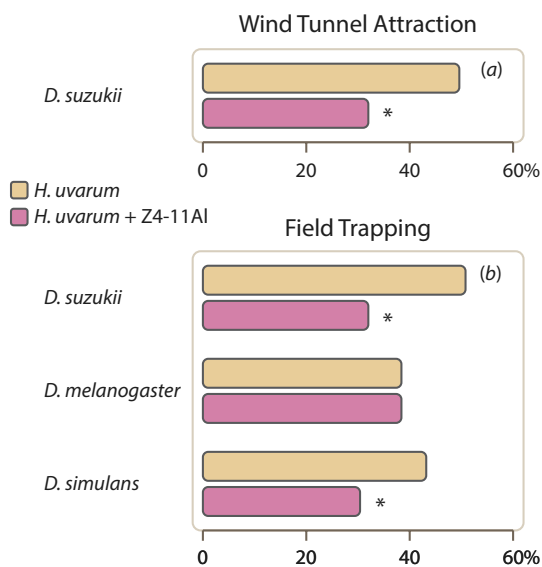 Wind Tunnel Attraction
(a)
D. suzukii
*
0 20 40 60%
H. uvarum
H. uvarum + Z4-11Al
Field Trapping
(b)
D. suzukii
*
D. melanogaster
D. simulans
*
0 20 40 60%